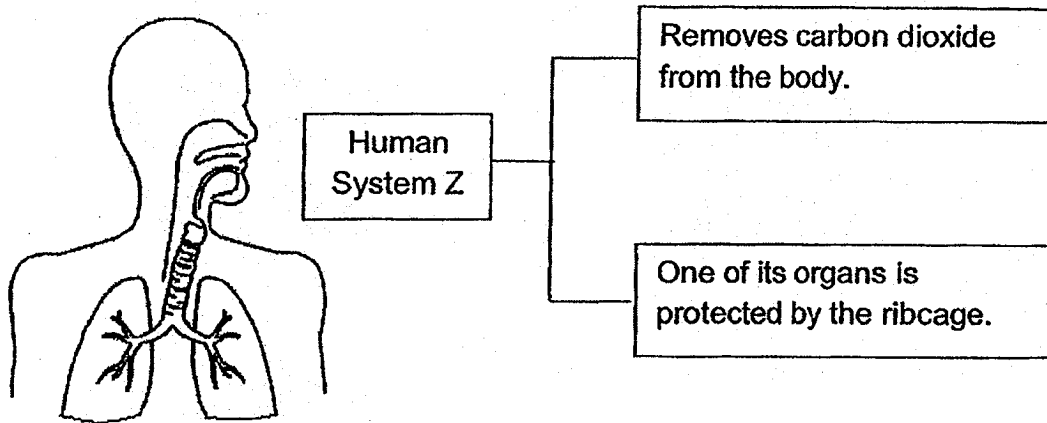 Removes carbon dioxide
from the body.
Human
System Z
One of its organs is
protected by the ribcage.